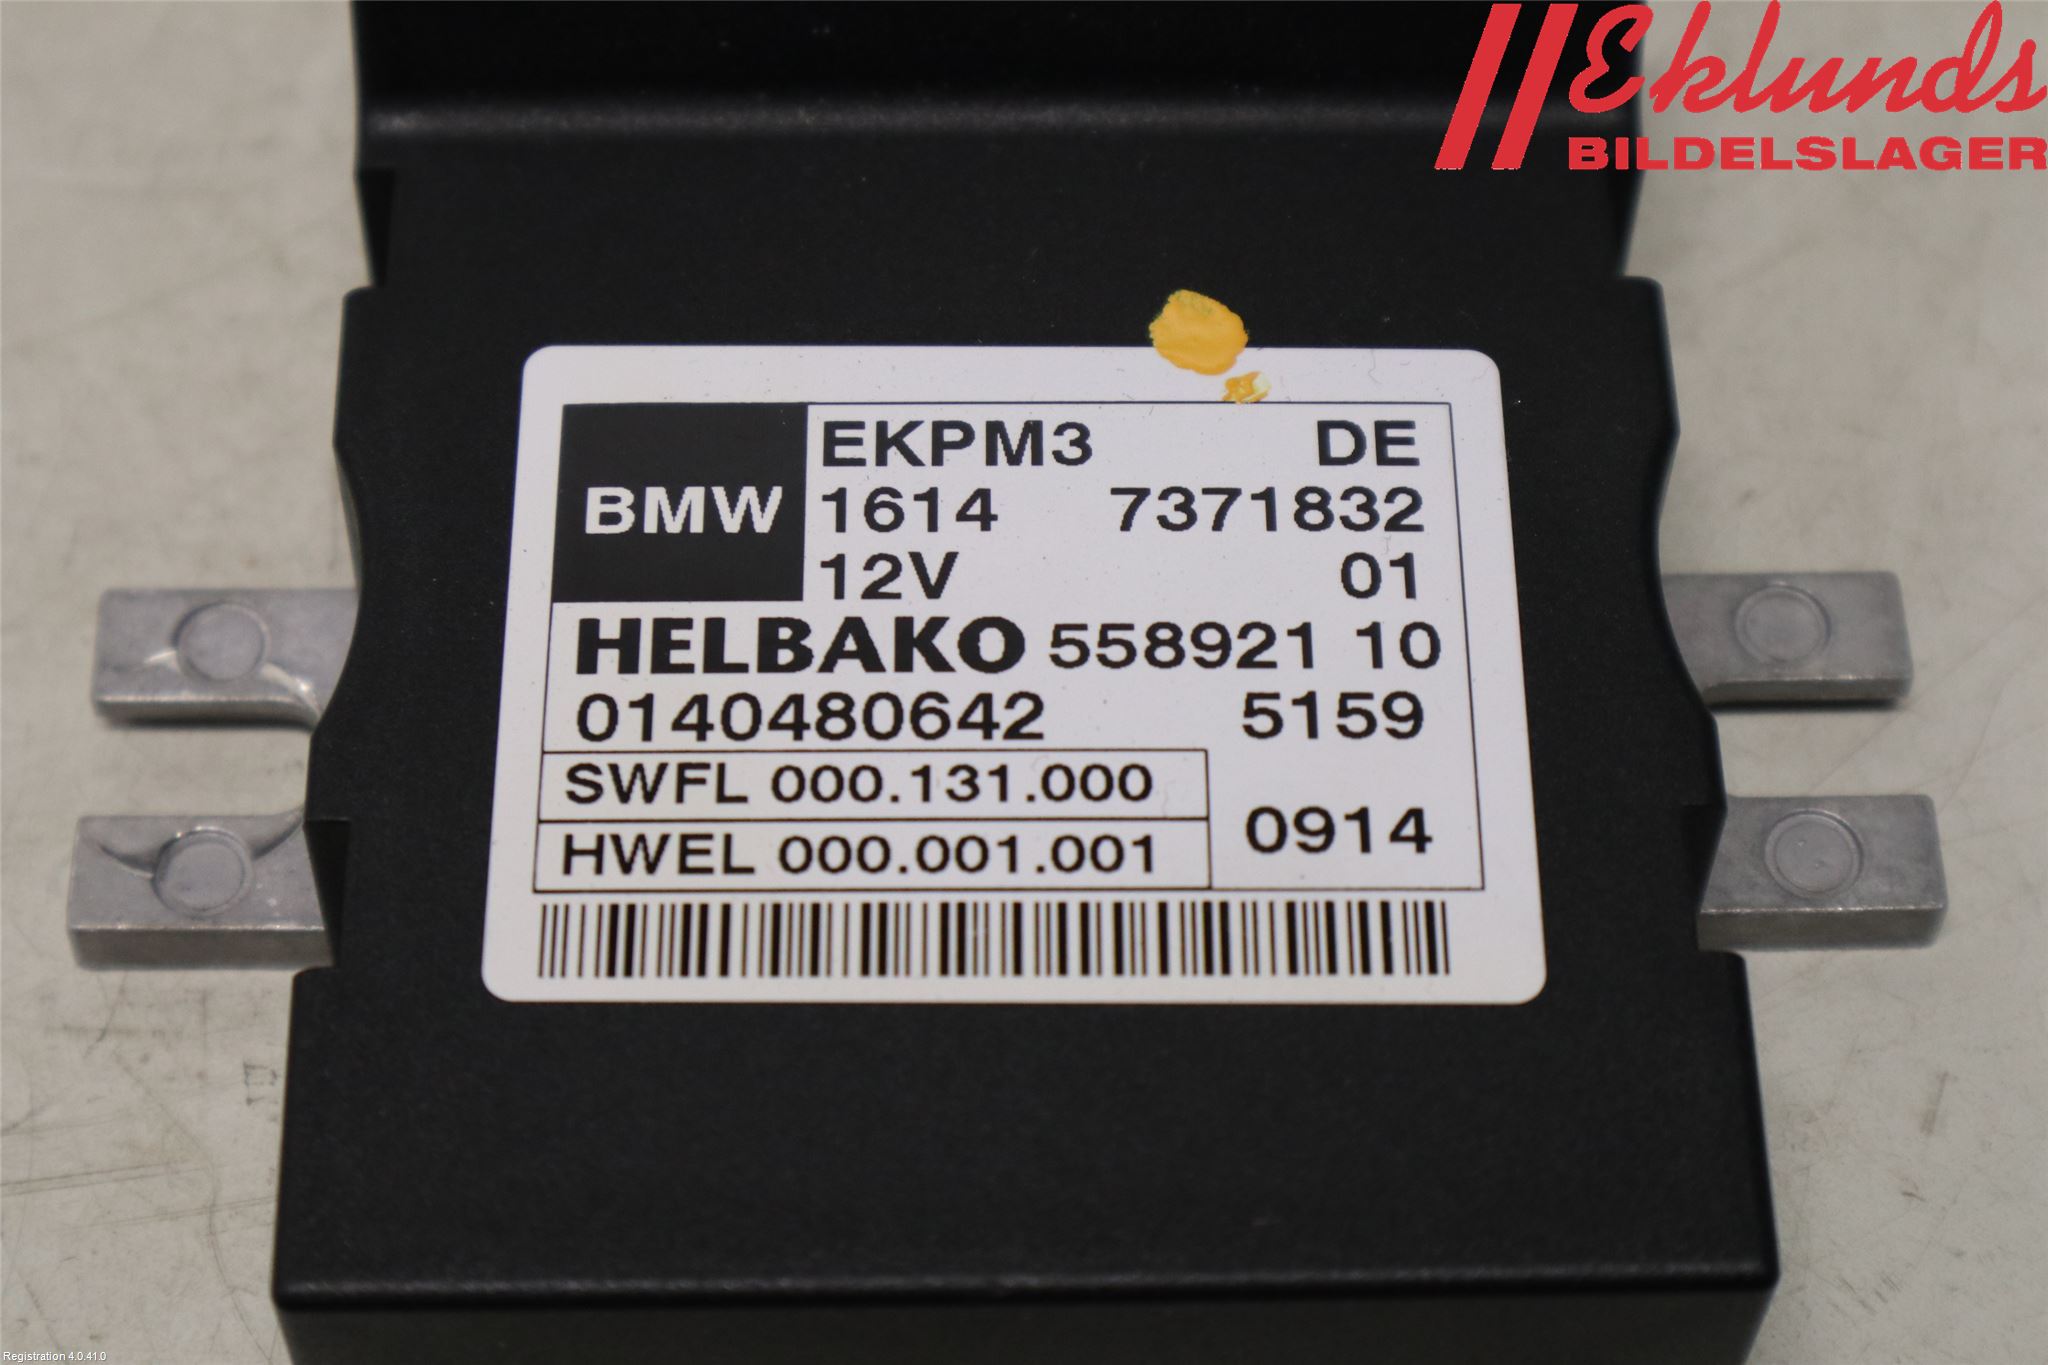 Eklunds
BILDELSLAGER
EKPM3 DE
BMW 1614 7371832
12V 01
HELBAKO 558921 10
0140480642 5159
SWFL 000.131.000
0914
HWEL 000.001.001
Registration 4.0.41.0